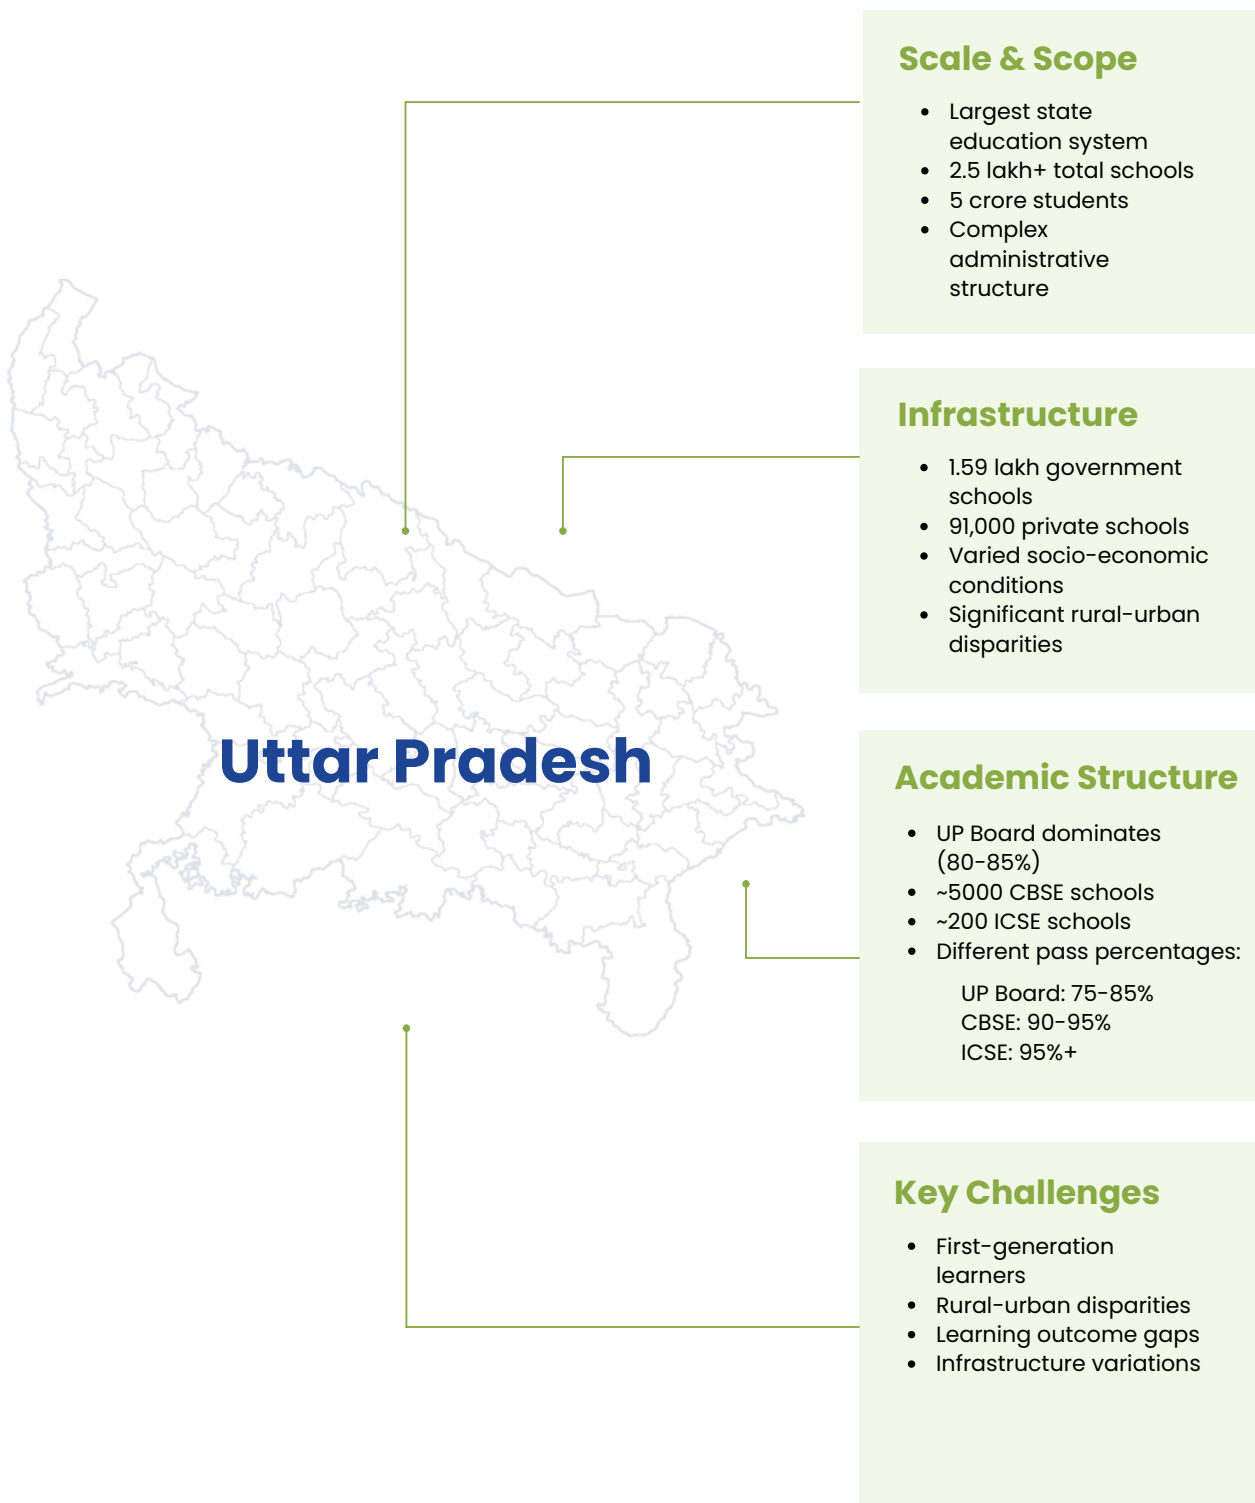 Scale & Scope
• Largest state
education system
• 2.5 lakh+ total schools
• 5 crore students
• Complex
administrative
structure
Infrastructure
• 1.59 lakh government
schools
• 91,000 private schools
• Varied socio-economic
conditions
• Significant rural-urban
disparities
Uttar Pradesh
Academic Structure
• UP Board dominates
(80-85%)
• ~5000 CBSE schools
• ~200 ICSE schools
• Different pass percentages:
UP Board: 75-85%
CBSE: 90-95%
ICSE: 95%+
Key Challenges
• First-generation
learners
• Rural-urban disparities
• Learning outcome gaps
• Infrastructure variations